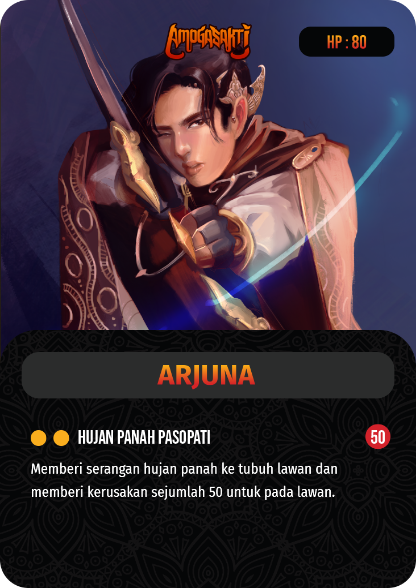 AMOGASAKTI
HP : 80
ARJUNA
HUJAN PANAH PASOPATI 50
Memberi serangan hujan panah ke tubuh lawan dan
memberi kerusakan sejumlah 50 untuk pada lawan.